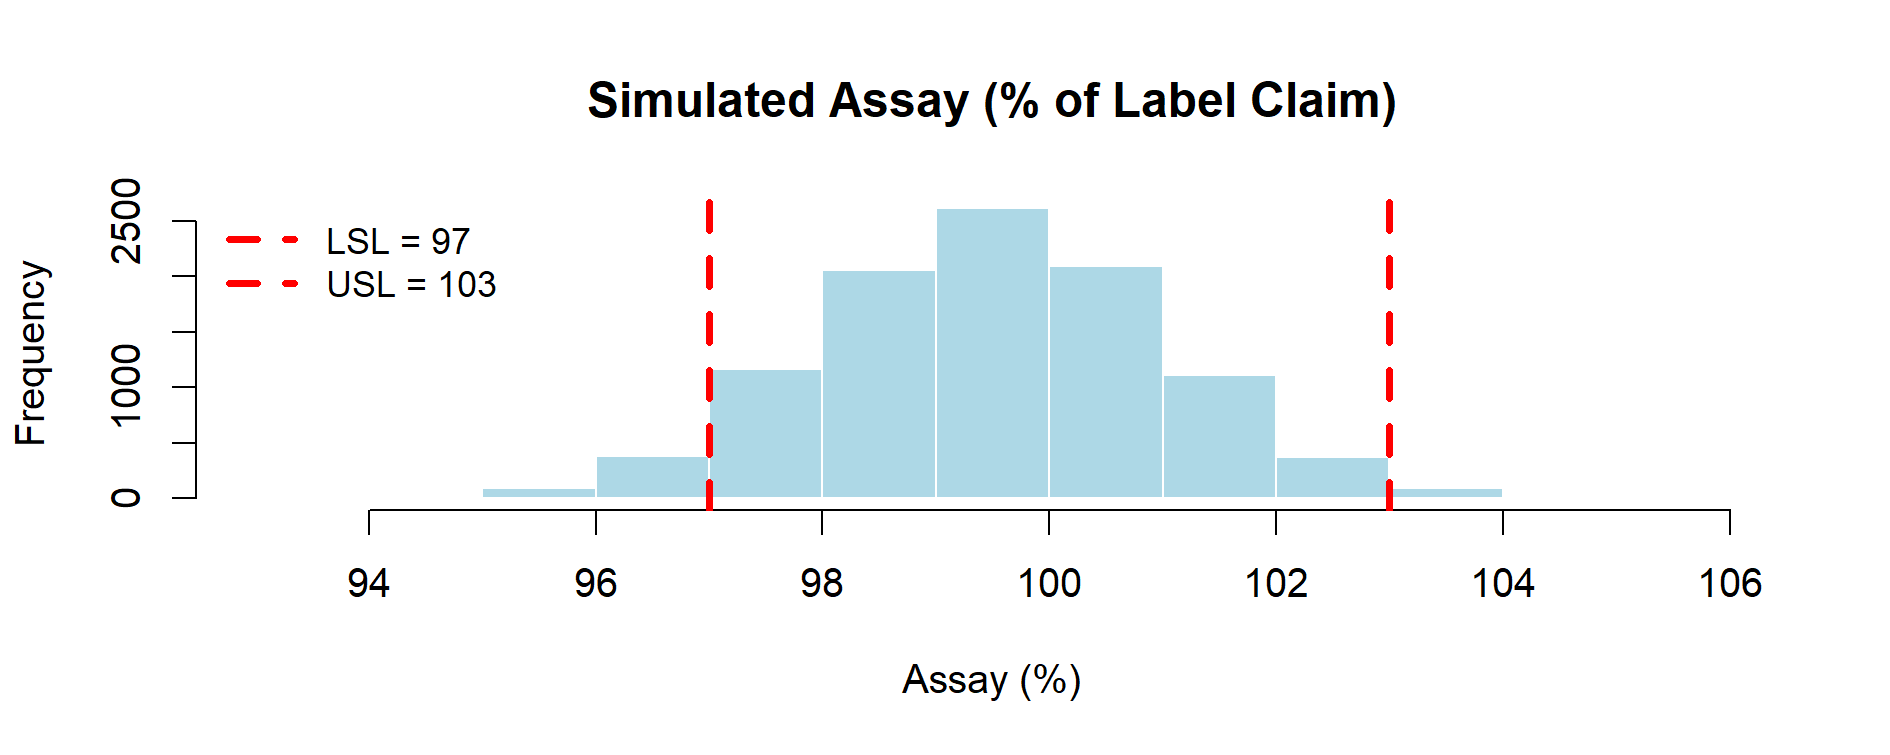 Simulated Assay (% of Label Claim)
LSL = 97
USL = 103
Frequency
2500
1000
0
94 96 98 100 102 104 106
Assay (%)